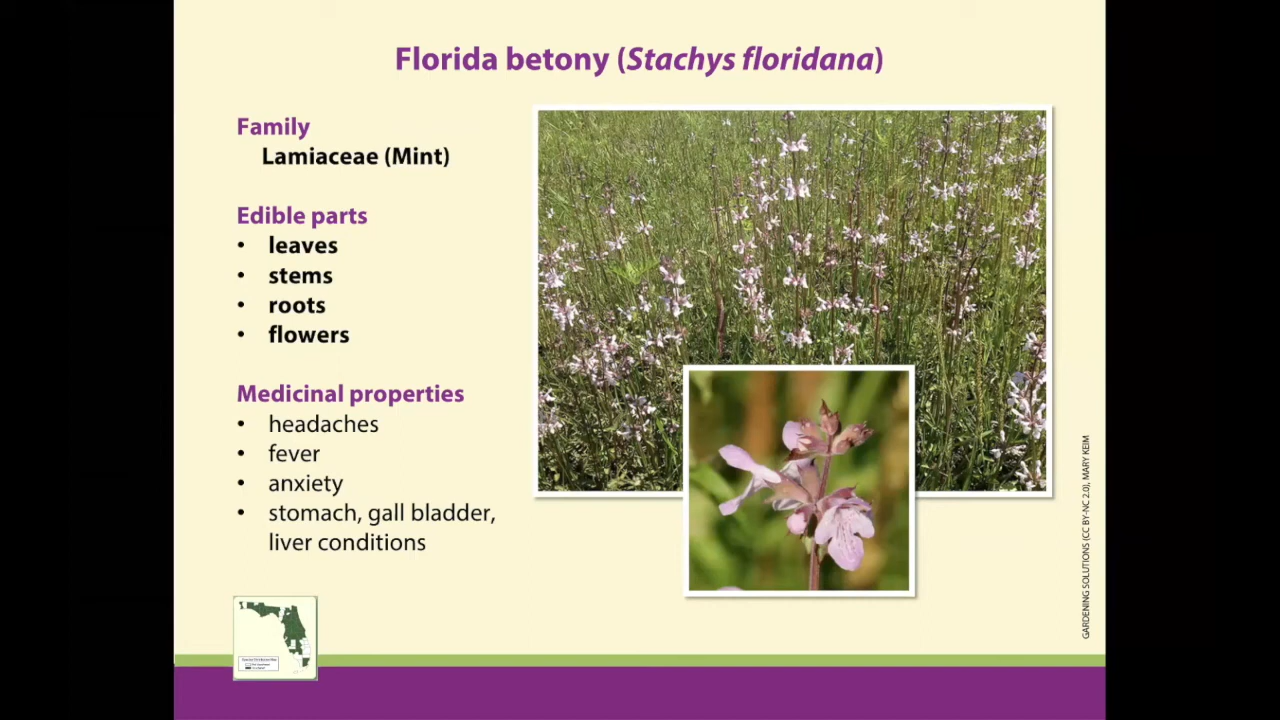 Florida betony (Stachys floridana)
Family
Lamiaceae (Mint)
Edible parts
• leaves
• stems
• roots
• flowers
Medicinal properties
• headaches
• fever
• anxiety
• stomach, gall bladder,
liver conditions
GARDENING SOLUTIONS (CC BY-NC 2.0), MARY KEIM